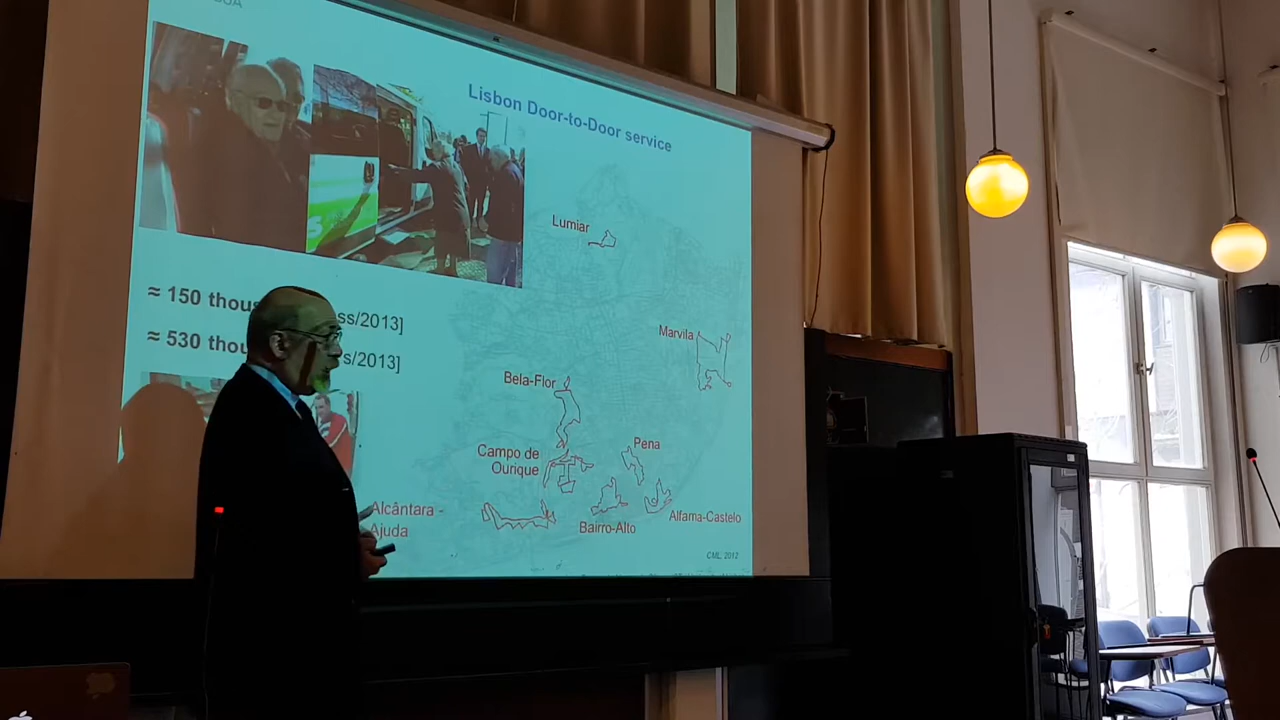 Lisbon Door-to-Door service
Lumiar
≈ 150 thous ss/2013]
≈ 530 thou s/2013]
Marvila
Bela-Flor
Campo de
Ourique
Pena
Alcântara -
Ajuda
Bairro-Alto
Alfama-Castelo
CML, 2012